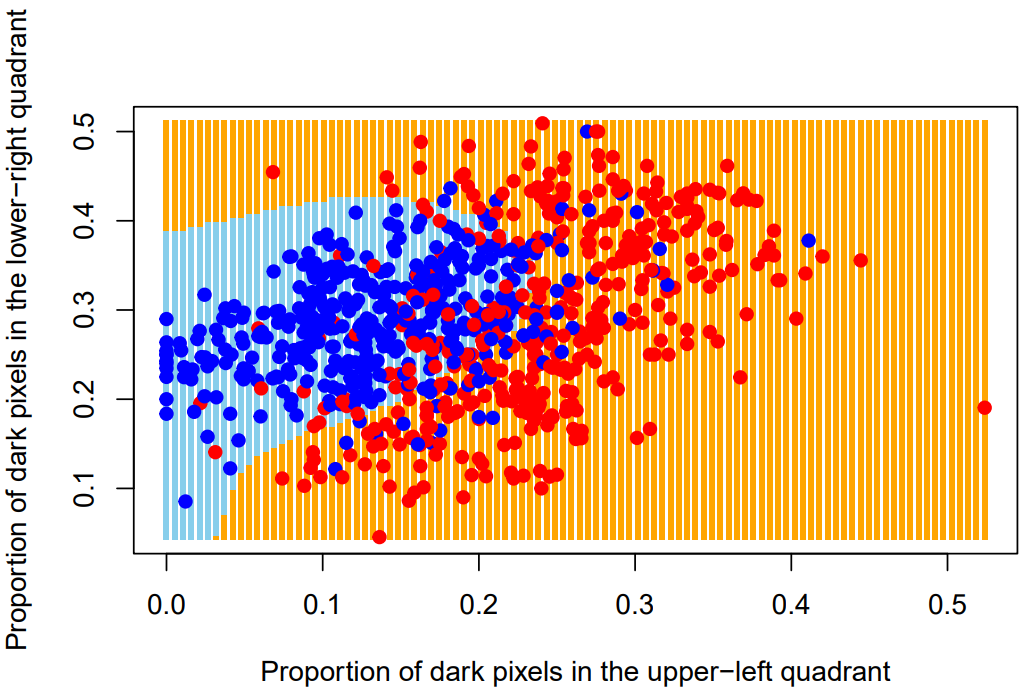 Proportion of dark pixels in the lower−right quadrant
0.5
0.4
0.3
0.2
0.1
0.0 0.1 0.2 0.3 0.4 0.5
Proportion of dark pixels in the upper−left quadrant